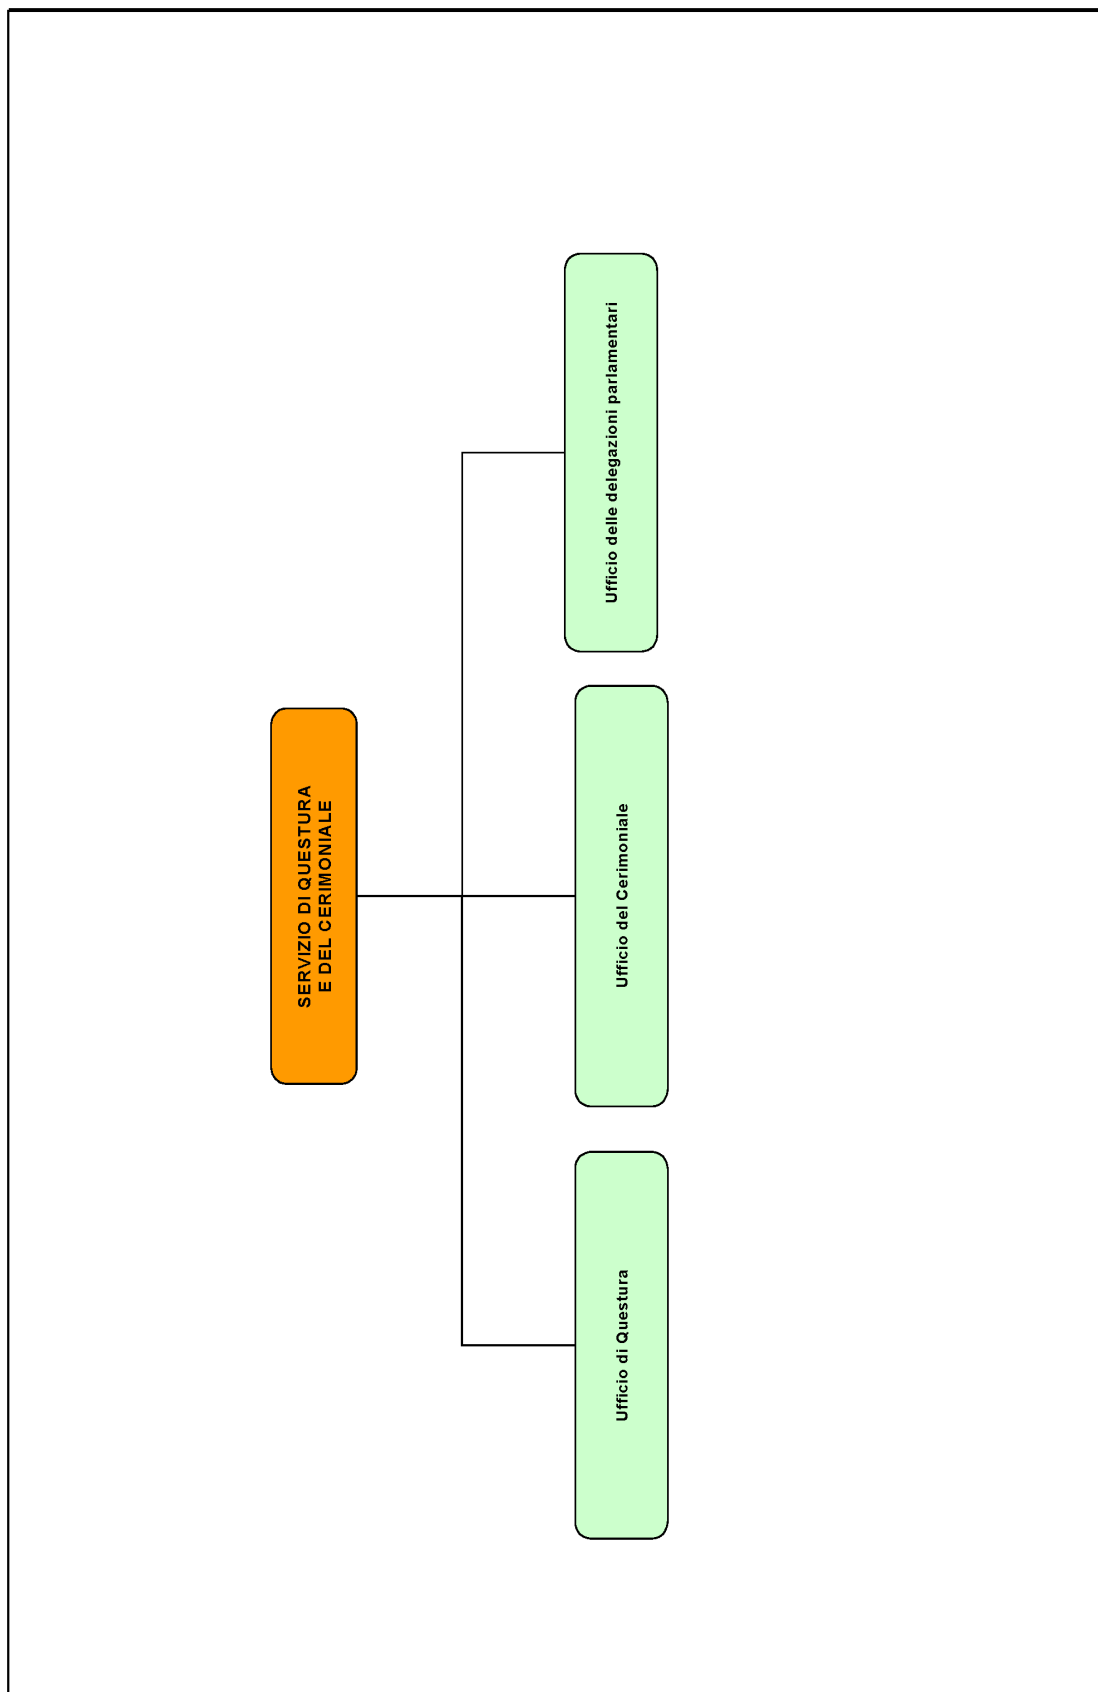 SERVIZIO DI QUESTURA
E DEL CERIMONIALE
Ufficio di Questura
Ufficio del Cerimoniale
Ufficio delle delegazioni parlamentari